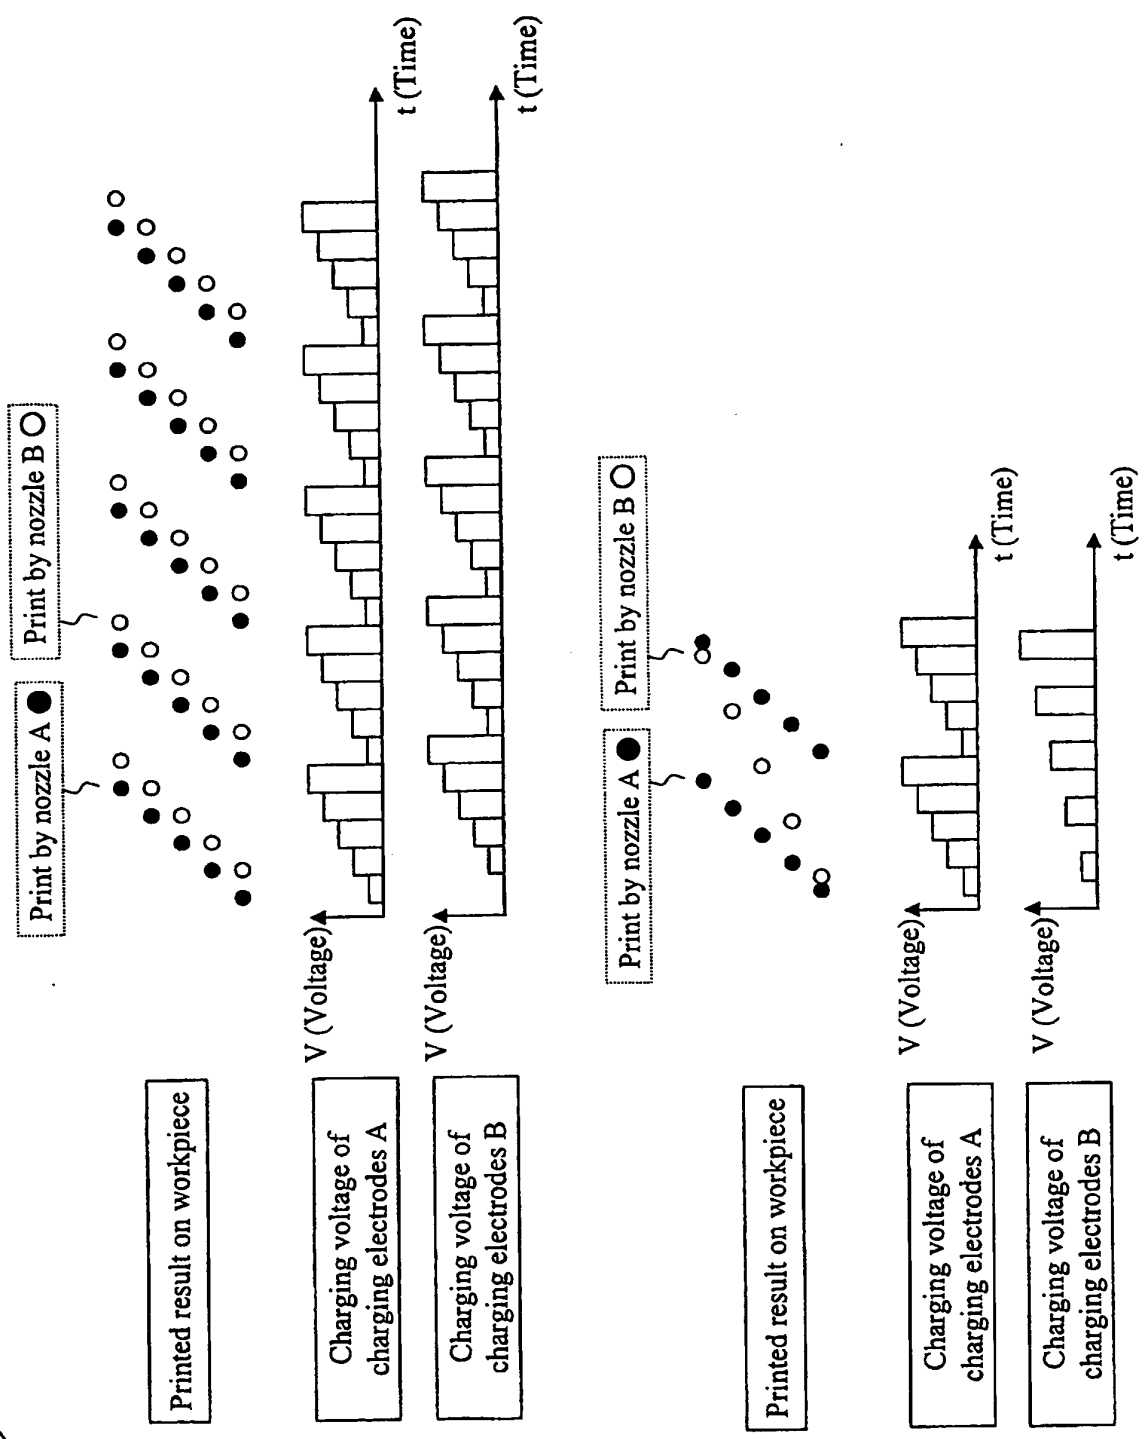 Print by nozzle A
Print by nozzle B
Printed result on workpiece
V (Voltage)
t (Time)
Charging voltage of
charging electrodes A
V (Voltage)
t (Time)
Charging voltage of
charging electrodes B
Print by nozzle A
Print by nozzle B
Printed result on workpiece
V (Voltage)
t (Time)
Charging voltage of
charging electrodes A
V (Voltage)
t (Time)
Charging voltage of
charging electrodes B